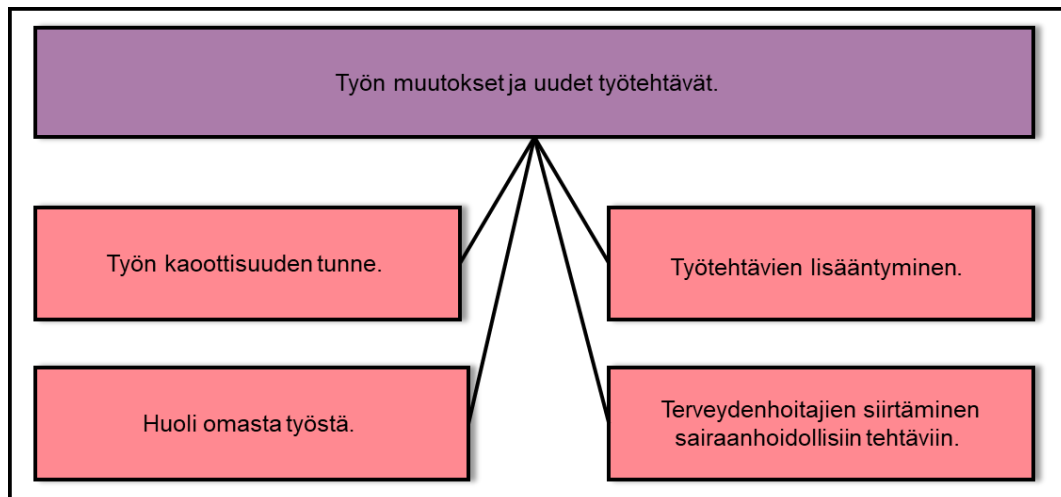 Työn muutokset ja uudet työtehtävät.
Työn kaoottisuuden tunne.
Työtehtävien lisääntyminen.
Huoli omasta työstä.
Terveydenhoitajien siirtäminen
sairaanhoidollisiin tehtäviin.